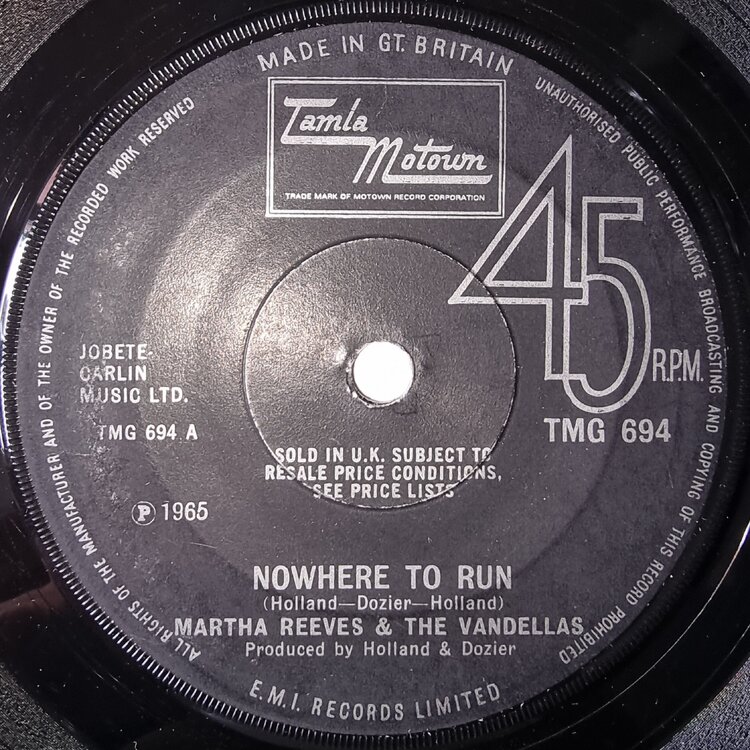 MADE IN GT. BRITAIN
Tamla
Motown
TRADE MARK OF MOTOWN RECORD CORPORATION
45
R.P.M.
TMG 694
JOBETE-
CARLIN
MUSIC LTD.
TMG 694 A
SOLD IN U.K. SUBJECT TO
RESALE PRICE CONDITIONS,
SEE PRICE LISTS
℗ 1965
NOWHERE TO RUN
(Holland—Dozier—Holland)
MARTHA REEVES & THE VANDELLAS
Produced by Holland & Dozier
E.M.I. RECORDS LIMITED
ALL RIGHTS OF THE MANUFACTURER AND OF THE OWNER OF THE RECORDED WORK RESERVED
UNAUTHORISED PUBLIC PERFORMANCE BROADCASTING AND COPYING OF THIS RECORD PROHIBITED